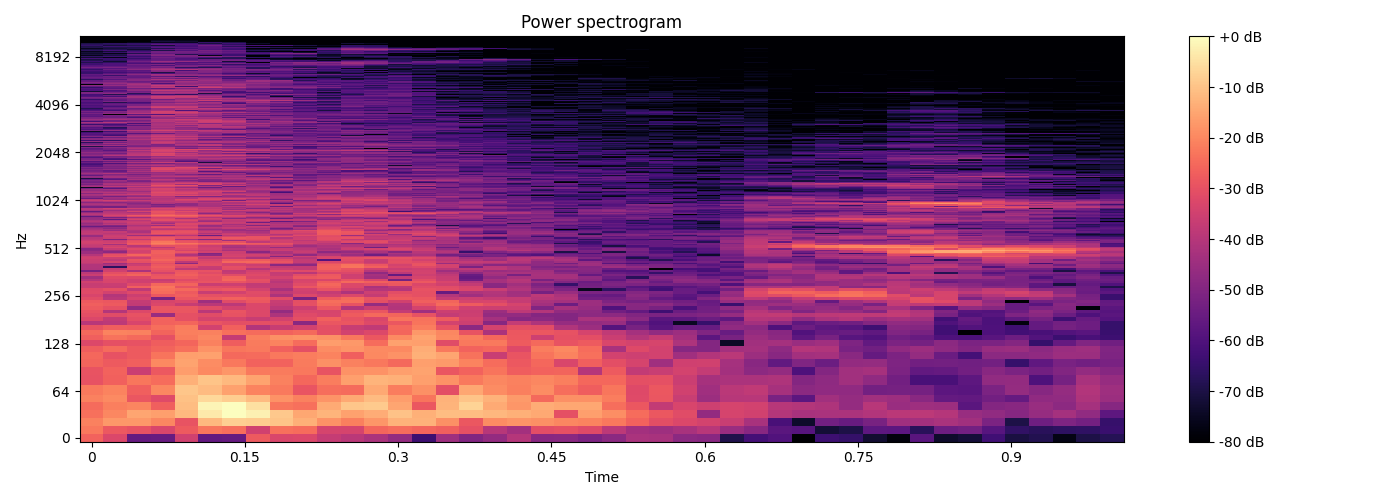 Power spectrogram
8192
4096
2048
1024
512
256
128
64
0
Hz
0 0.15 0.3 0.45 0.6 0.75 0.9
Time
+0 dB
-10 dB
-20 dB
-30 dB
-40 dB
-50 dB
-60 dB
-70 dB
-80 dB